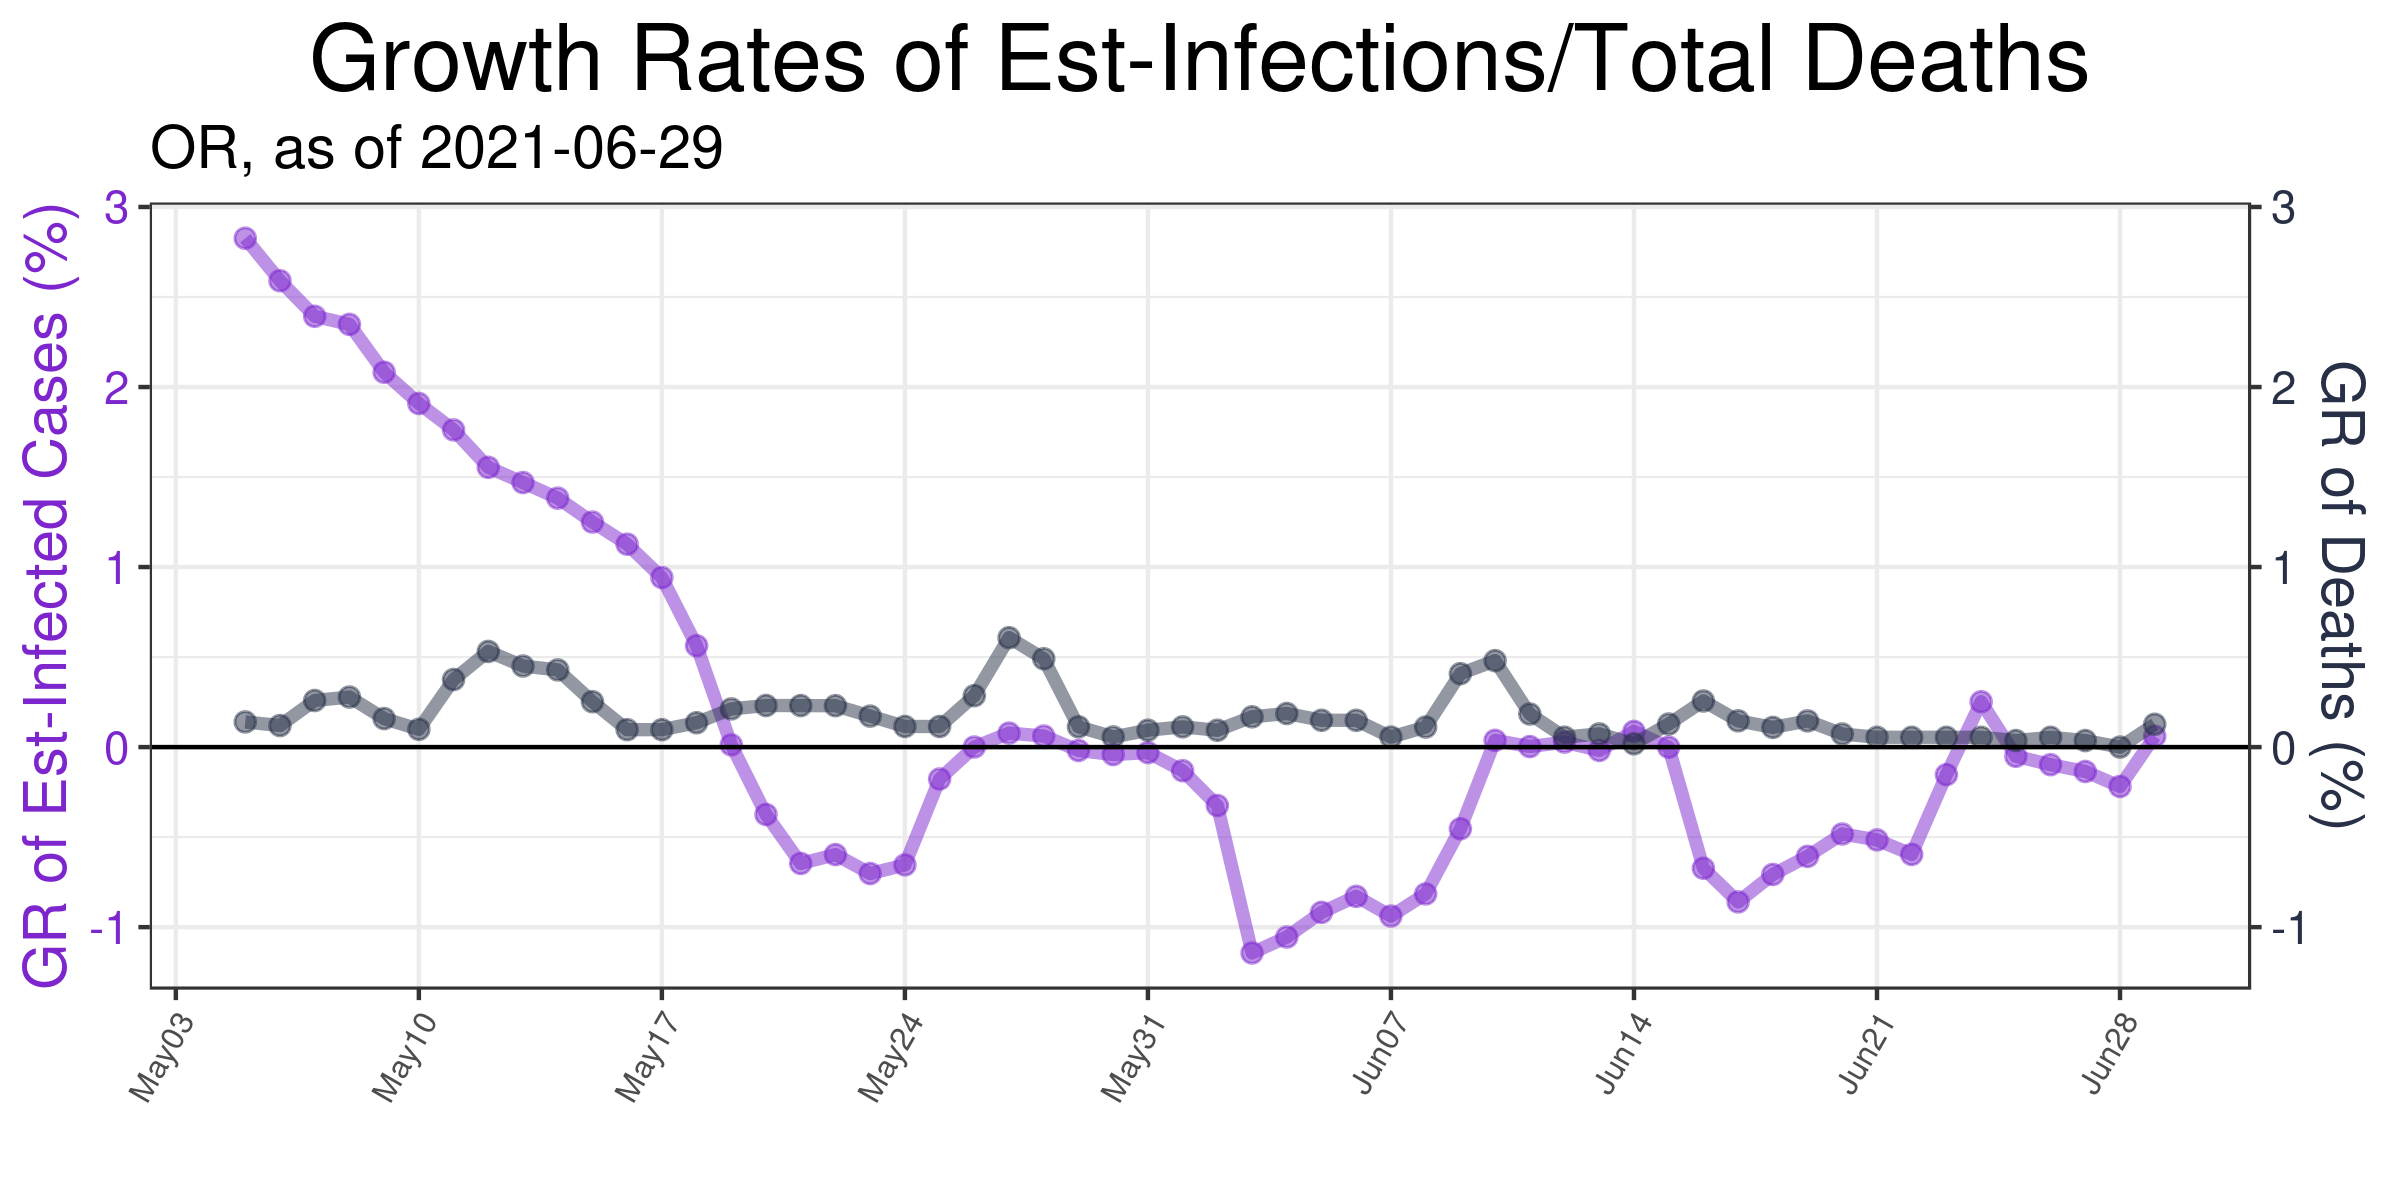 Growth Rates of Est-Infections/Total Deaths
OR, as of 2021-06-29
GR of Est-Infected Cases (%)
3
2
1
0
-1
3
2
1
0
-1
GR of Deaths (%)
May03
May10
May17
May24
May31
Jun07
Jun14
Jun21
Jun28